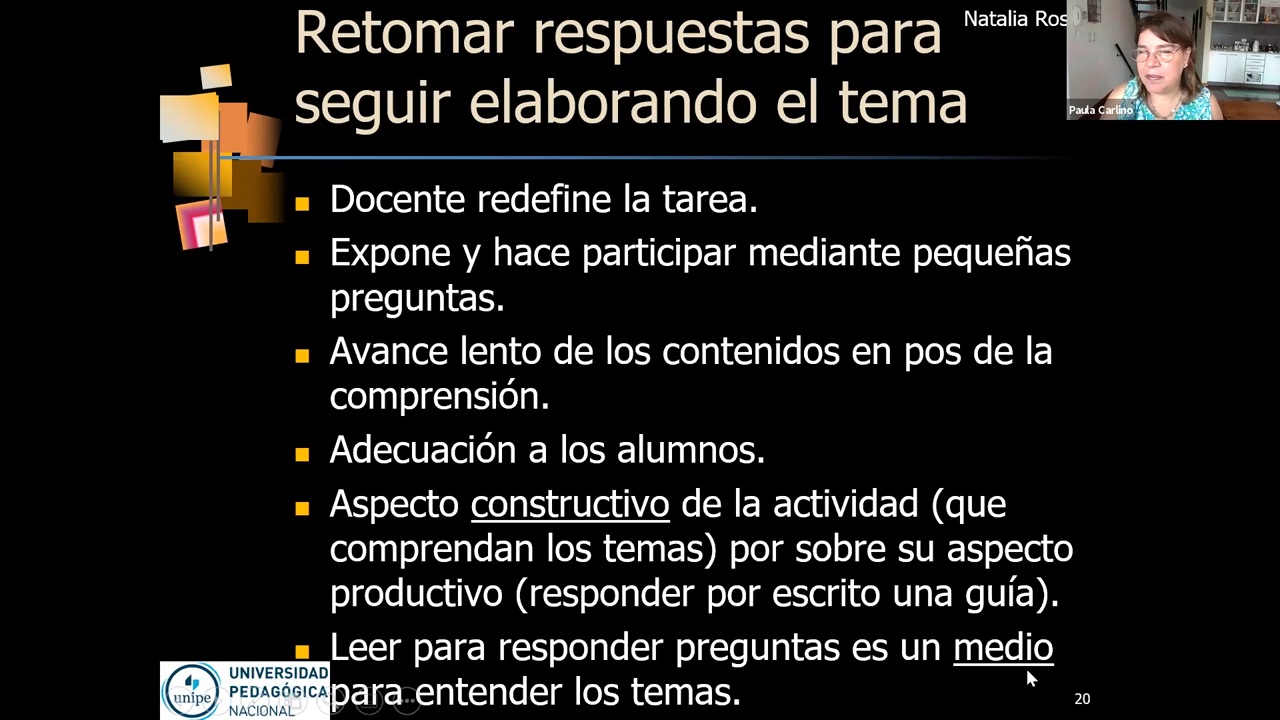 Retomar respuestas para
seguir elaborando el tema
Natalia Ros
Paula Carlino
Docente redefine la tarea.
Expone y hace participar mediante pequeñas
preguntas.
Avance lento de los contenidos en pos de la
comprensión.
Adecuación a los alumnos.
Aspecto constructivo de la actividad (que
comprendan los temas) por sobre su aspecto
productivo (responder por escrito una guía).
Leer para responder preguntas es un medio
para entender los temas.
unipe
UNIVERSIDAD
PEDAGÓGICA
NACIONAL
20